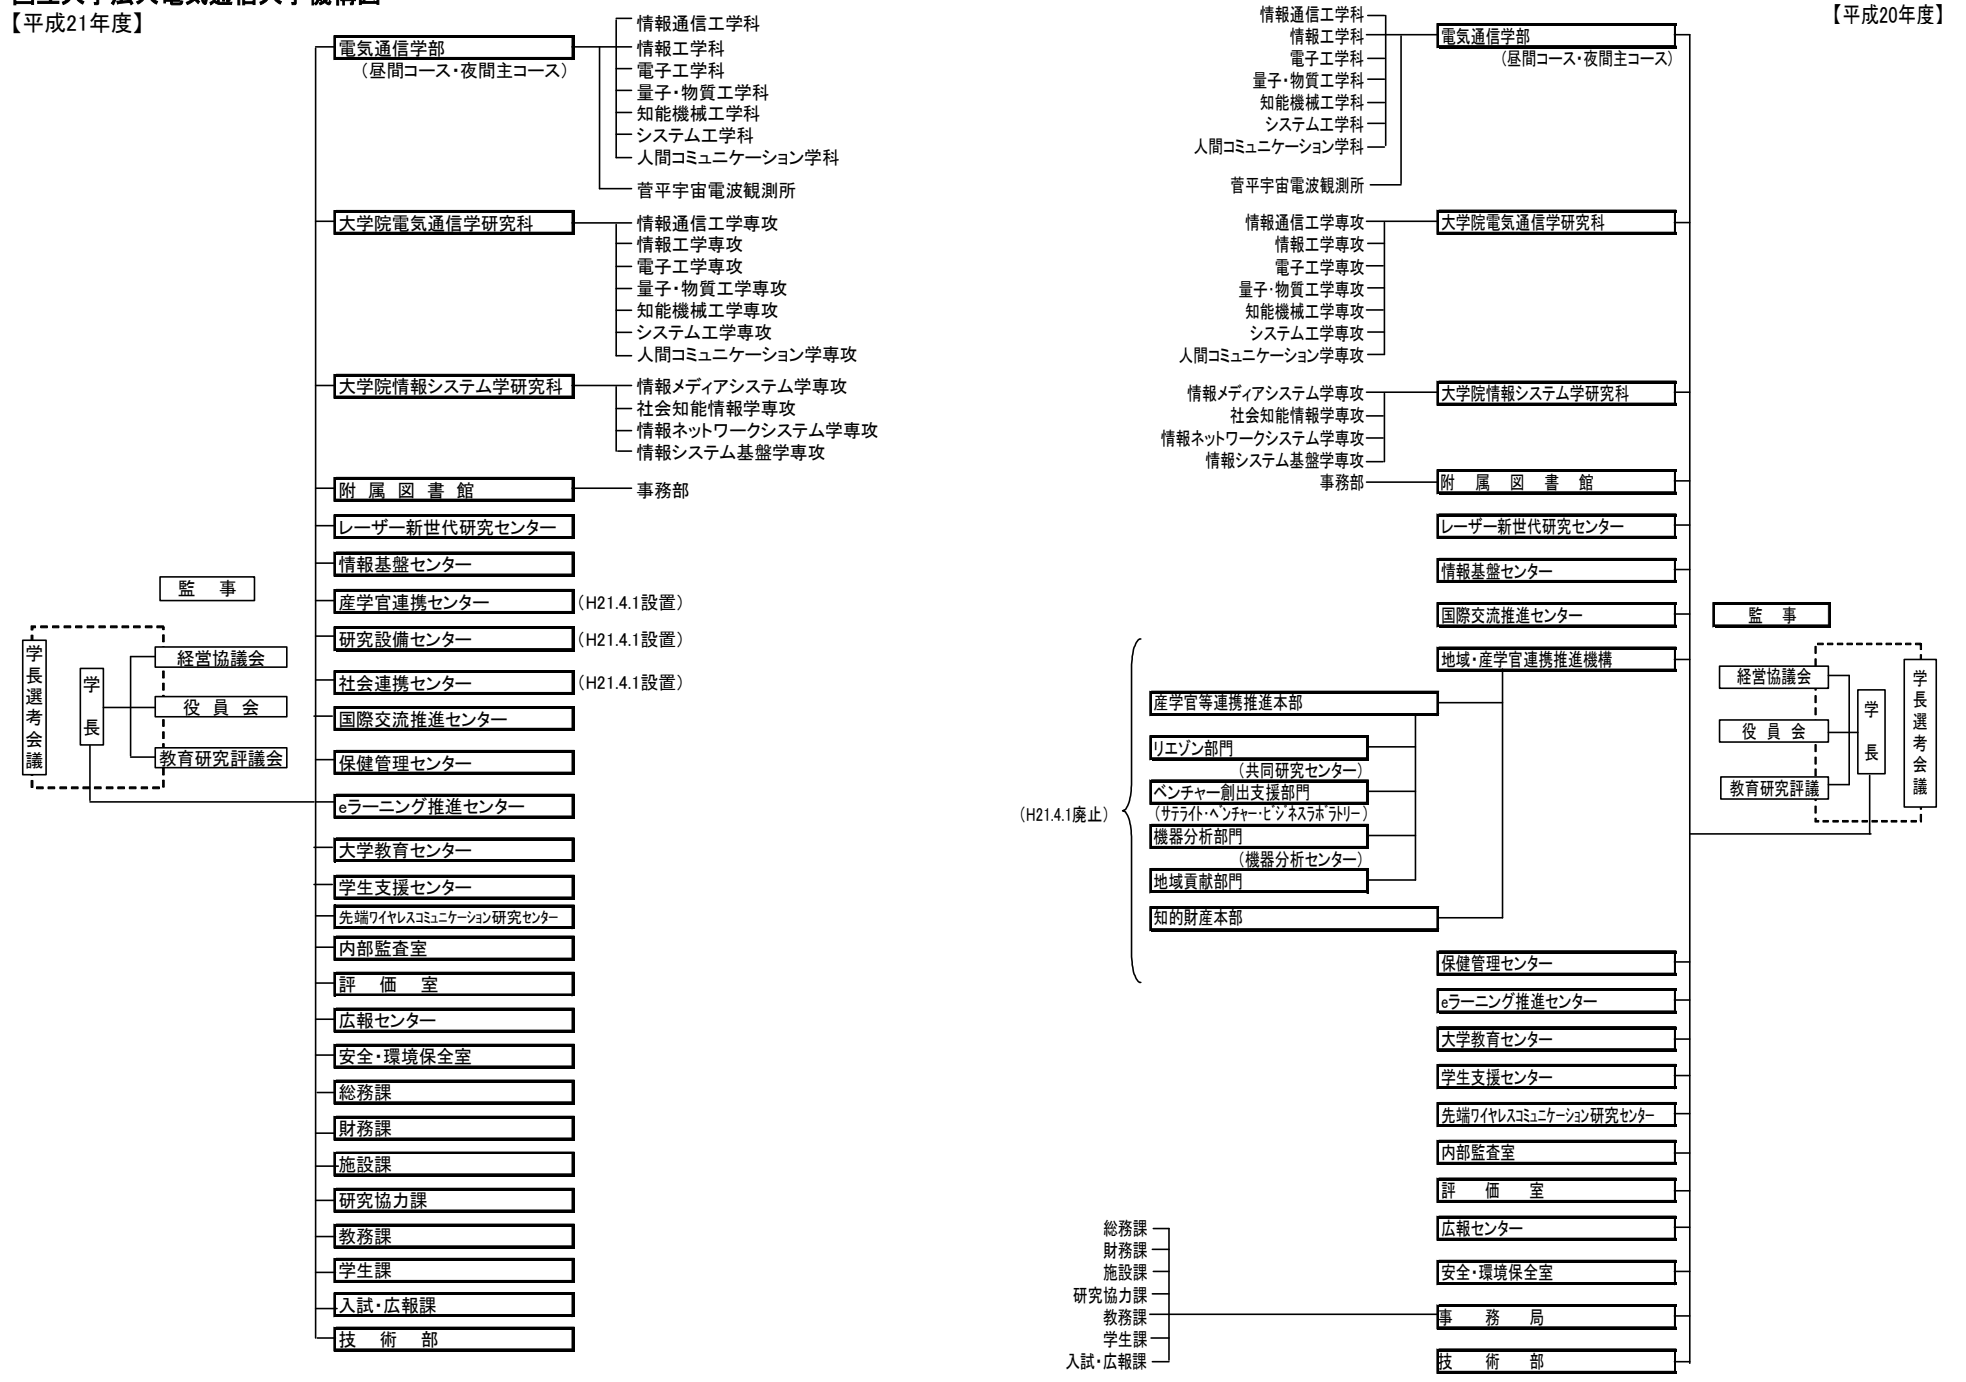 【平成21年度】
情報通信工学科
電気通信学部
情報工学科
（昼間コース・夜間主コース）
電子工学科
量子・物質工学科
知能機械工学科
システム工学科
人間コミュニケーション学科
菅平宇宙電波観測所
大学院電気通信学研究科
情報通信工学専攻
情報工学専攻
電子工学専攻
量子・物質工学専攻
知能機械工学専攻
システム工学専攻
人間コミュニケーション学専攻
大学院情報システム学研究科
情報メディアシステム学専攻
社会知能情報学専攻
情報ネットワークシステム学専攻
情報システム基盤学専攻
附 属 図 書 館
事務部
レーザー新世代研究センター
情報基盤センター
産学官連携センター
（H21.4.1設置）
研究設備センター
（H21.4.1設置）
社会連携センター
（H21.4.1設置）
国際交流推進センター
保健管理センター
eラーニング推進センター
大学教育センター
学生支援センター
先端ワイヤレスコミュニケーション研究センター
内部監査室
評 価 室
広報センター
安全・環境保全室
総務課
財務課
施設課
研究協力課
教務課
学生課
入試・広報課
技 術 部
監 事
学長選考会議
学長
経営協議会
役 員 会
教育研究評議会
【平成20年度】
情報通信工学科
電気通信学部
情報工学科
（昼間コース・夜間主コース）
電子工学科
量子・物質工学科
知能機械工学科
システム工学科
人間コミュニケーション学科
菅平宇宙電波観測所
情報通信工学専攻
大学院電気通信学研究科
情報工学専攻
電子工学専攻
量子・物質工学専攻
知能機械工学専攻
システム工学専攻
人間コミュニケーション学専攻
情報メディアシステム学専攻
大学院情報システム学研究科
社会知能情報学専攻
情報ネットワークシステム学専攻
情報システム基盤学専攻
事務部
附 属 図 書 館
レーザー新世代研究センター
情報基盤センター
国際交流推進センター
地域・産学官連携推進機構
産学官等連携推進本部
リエゾン部門
（共同研究センター）
ベンチャー創出支援部門
（ｻﾃﾗｲﾄ・ﾍﾞﾝﾁｬｰ・ﾋﾞｼﾞﾈｽﾗﾎﾞﾗﾄﾘｰ）
機器分析部門
（機器分析センター）
地域貢献部門
知的財産本部
（H21.4.1廃止）
保健管理センター
eラーニング推進センター
大学教育センター
学生支援センター
先端ワイヤレスコミュニケーション研究センター
内部監査室
評 価 室
広報センター
安全・環境保全室
事 務 局
総務課
財務課
施設課
研究協力課
教務課
学生課
入試・広報課
技 術 部
監 事
経営協議会
役 員 会
教育研究評議
学長
学長選考会議